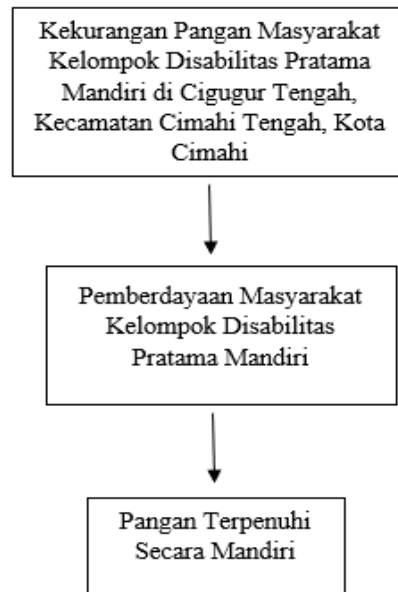 Kekurangan Pangan Masyarakat
Kelompok Disabilitas Pratama
Mandiri di Cigugur Tengah,
Kecamatan Cimahi Tengah, Kota
Cimahi
Pemberdayaan Masyarakat
Kelompok Disabilitas
Pratama Mandiri
Pangan Terpenuhi
Secara Mandiri